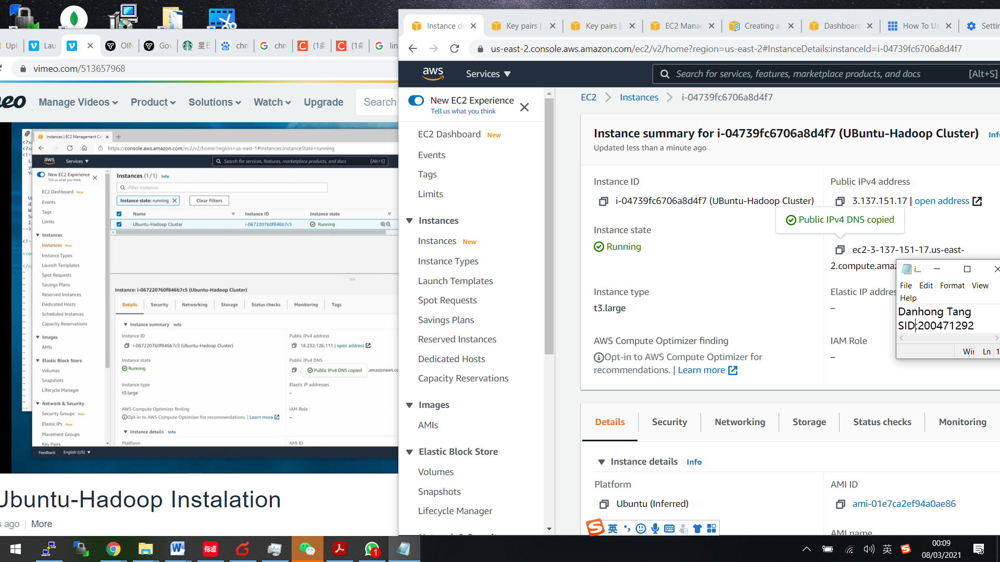 Upl
Lau
OIN
Gov
chm
chm
(1条
(1条
lin
vimeo.com/513657968
Manage Videos
Product
Solutions
Watch
Upgrade
Search
Instances | EC2 Management Co
https://console.aws.amazon.com/ec2/v2/home?region=us-east-1#Instances:instanceState=running
aws
Services
Search for services, features, marketplace products, and docs
[Alt+S]
New EC2 Experience
Tell us what you think
EC2 Dashboard New
Events
Tags
Limits
Instances
Instances New
Instance Types
Launch Templates
Spot Requests
Savings Plans
Reserved Instances
Dedicated Hosts
Scheduled Instances
Capacity Reservations
Images
AMIs
Elastic Block Store
Volumes
Snapshots
Lifecycle Manager
Network & Security
Security Groups New
Elastic IPs New
Placement Groups
Key Pairs
Feedback
English (US)
Instances (1/1) Info
Filter instances
Instance state: running
Clear filters
Name
Instance ID
Instance state
Ubuntu-Hadoop Cluster
i-067220760f846b7c5
Running
Instance: i-067220760f846b7c5 (Ubuntu-Hadoop Cluster)
Details
Security
Networking
Storage
Status checks
Monitoring
Tags
Instance summary Info
Instance ID
i-067220760f846b7c5 (Ubuntu-Hadoop Cluster)
Public IPv4 address
18.232.126.111 | open address
Instance state
Running
Public IPv4 DNS
Public IPv4 DNS copied
.amazonaws.co
Instance type
t3.large
Elastic IP addresses
–
AWS Compute Optimizer finding
Opt-in to AWS Compute Optimizer for recommendations. | Learn more
IAM Role
–
Instance details Info
Platform
AMI ID
Ubuntu-Hadoop Instalation
s ago | More
Instance de
Key pairs |
Key pairs |
EC2 Manag
Creating a
Dashboard
How To Us
Settin
us-east-2.console.aws.amazon.com/ec2/v2/home?region=us-east-2#InstanceDetails:instanceId=i-04739fc6706a8d4f7
aws
Services
Search for services, features, marketplace products, and docs
[Alt+S]
New EC2 Experience
Tell us what you think
EC2 Dashboard New
Events
Tags
Limits
Instances
Instances New
Instance Types
Launch Templates
Spot Requests
Savings Plans
Reserved Instances
Dedicated Hosts
Capacity Reservations
Images
AMIs
Elastic Block Store
Volumes
Snapshots
Lifecycle Manager
EC2 > Instances > i-04739fc6706a8d4f7
Instance summary for i-04739fc6706a8d4f7 (UBuntu-Hadoop Cluster) Info
Updated less than a minute ago
Instance ID
i-04739fc6706a8d4f7 (UBuntu-Hadoop Cluster)
Public IPv4 address
3.137.151.17 | open address
Public IPv4 DNS copied
Instance state
Running
ec2-3-137-151-17.us-east-
2.compute.amaz
Instance type
t3.large
Elastic IP addres
–
AWS Compute Optimizer finding
Opt-in to AWS Compute Optimizer for
recommendations. | Learn more
IAM Role
–
i...
File Edit Format View
Help
Danhong Tang
SID:200471292
Wir
Ln
1
Details
Security
Networking
Storage
Status checks
Monitoring
Instance details Info
Platform
Ubuntu (Inferred)
AMI ID
ami-01e7ca2ef94a0ae86
AMI name
英
有道
1
英
00:09
08/03/2021